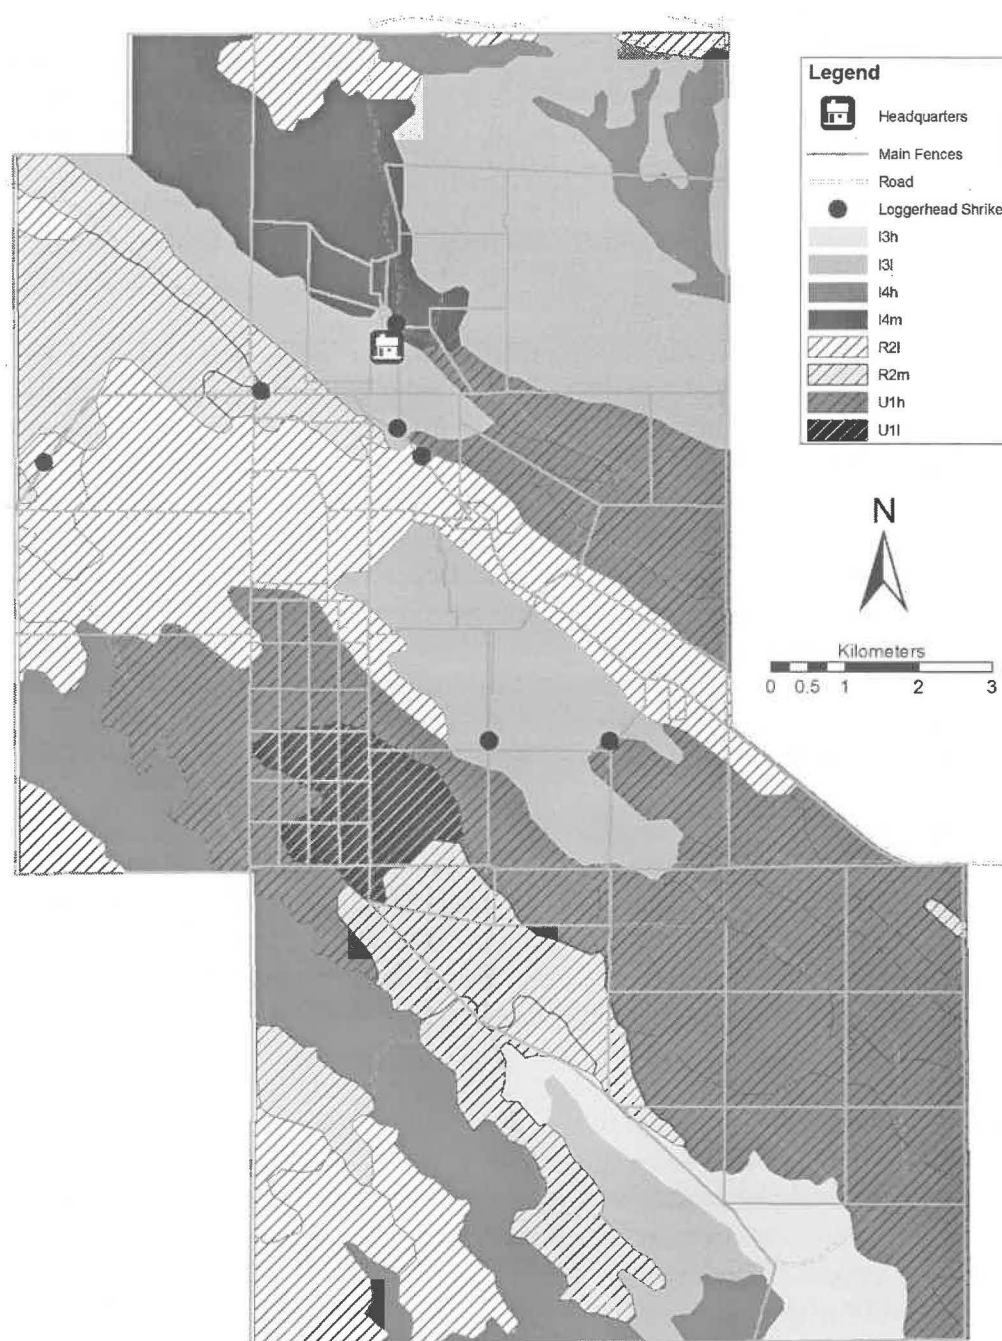 Legend
Headquarters
Main Fences
Road
Loggerhead Shrike
I3h
I3l
I4h
I4m
R2l
R2m
U1h
U1l
N
Kilometers
0 0.5 1 2 3